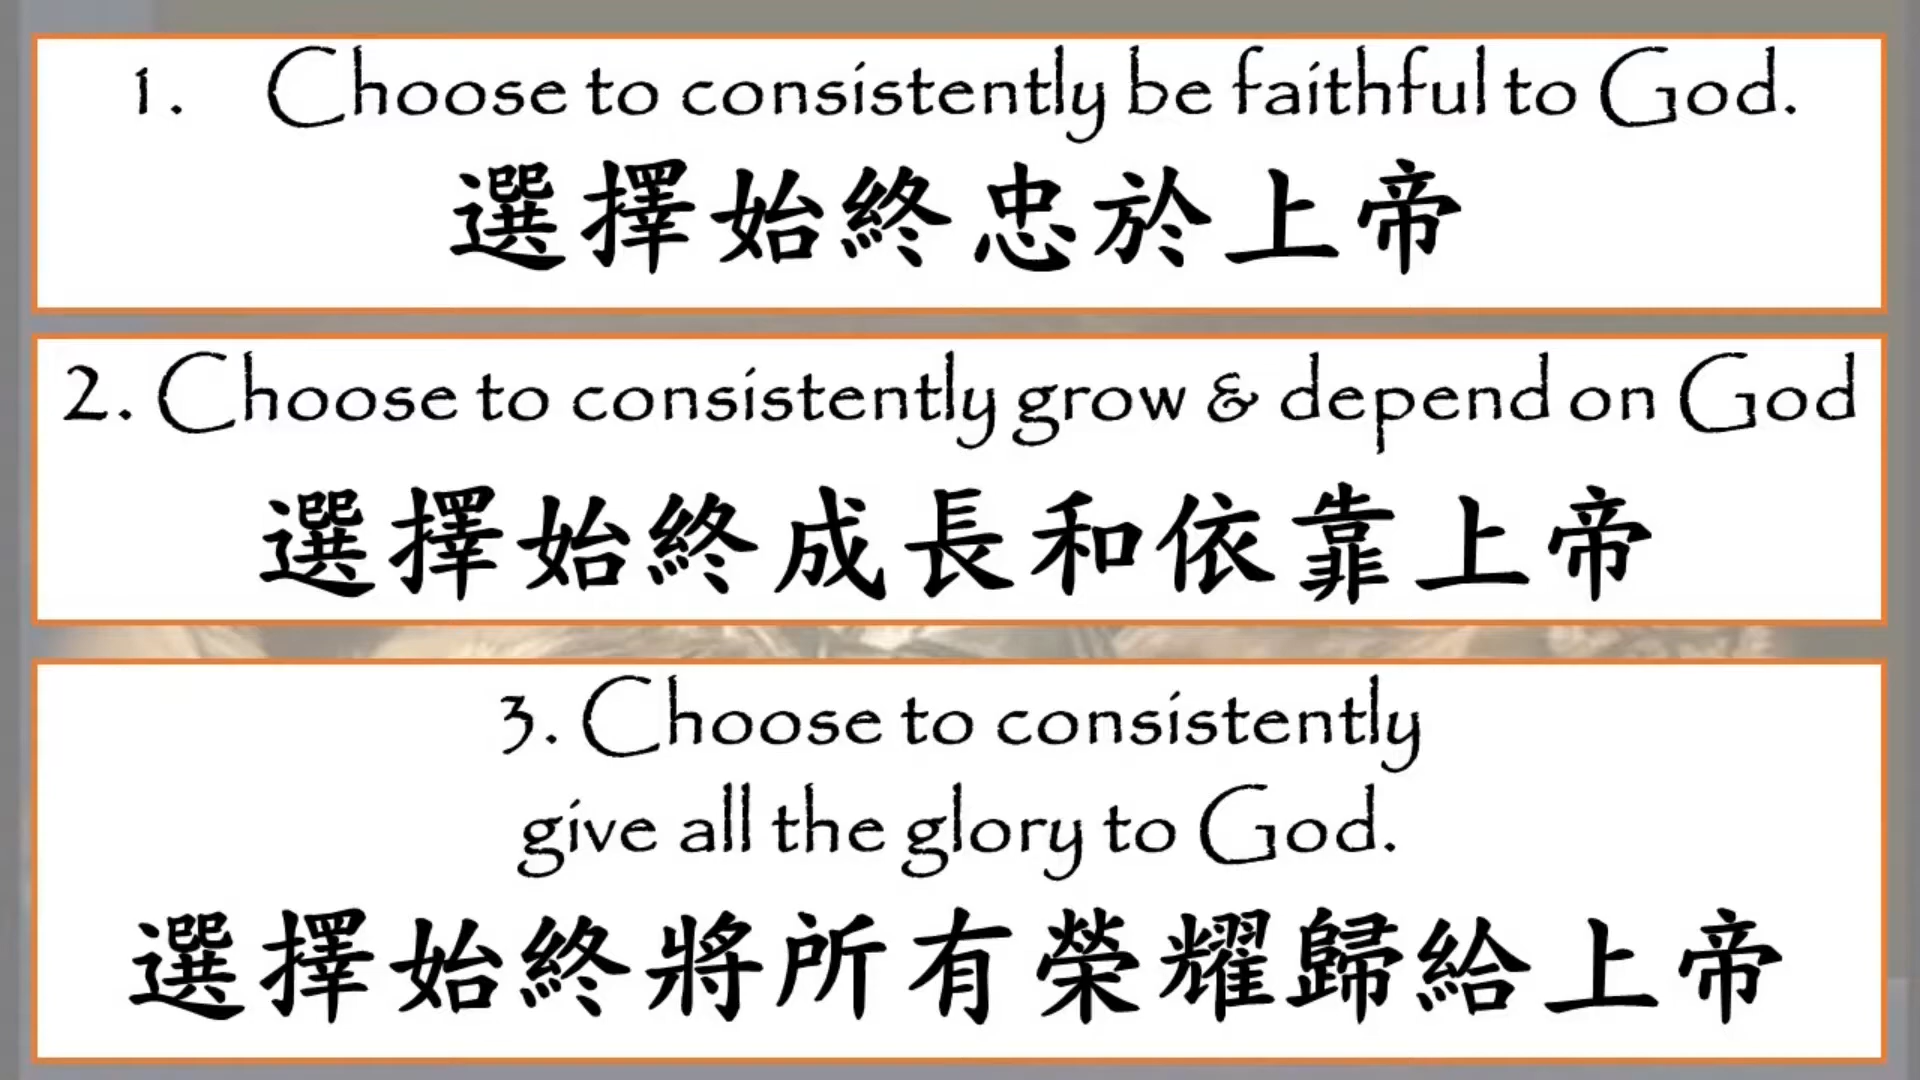 1. Choose to consistently be faithful to God.
選擇始終忠於上帝
2. Choose to consistently grow & depend on God
選擇始終成長和依靠上帝
3. Choose to consistently
give all the glory to God.
選擇始終將所有榮耀歸給上帝